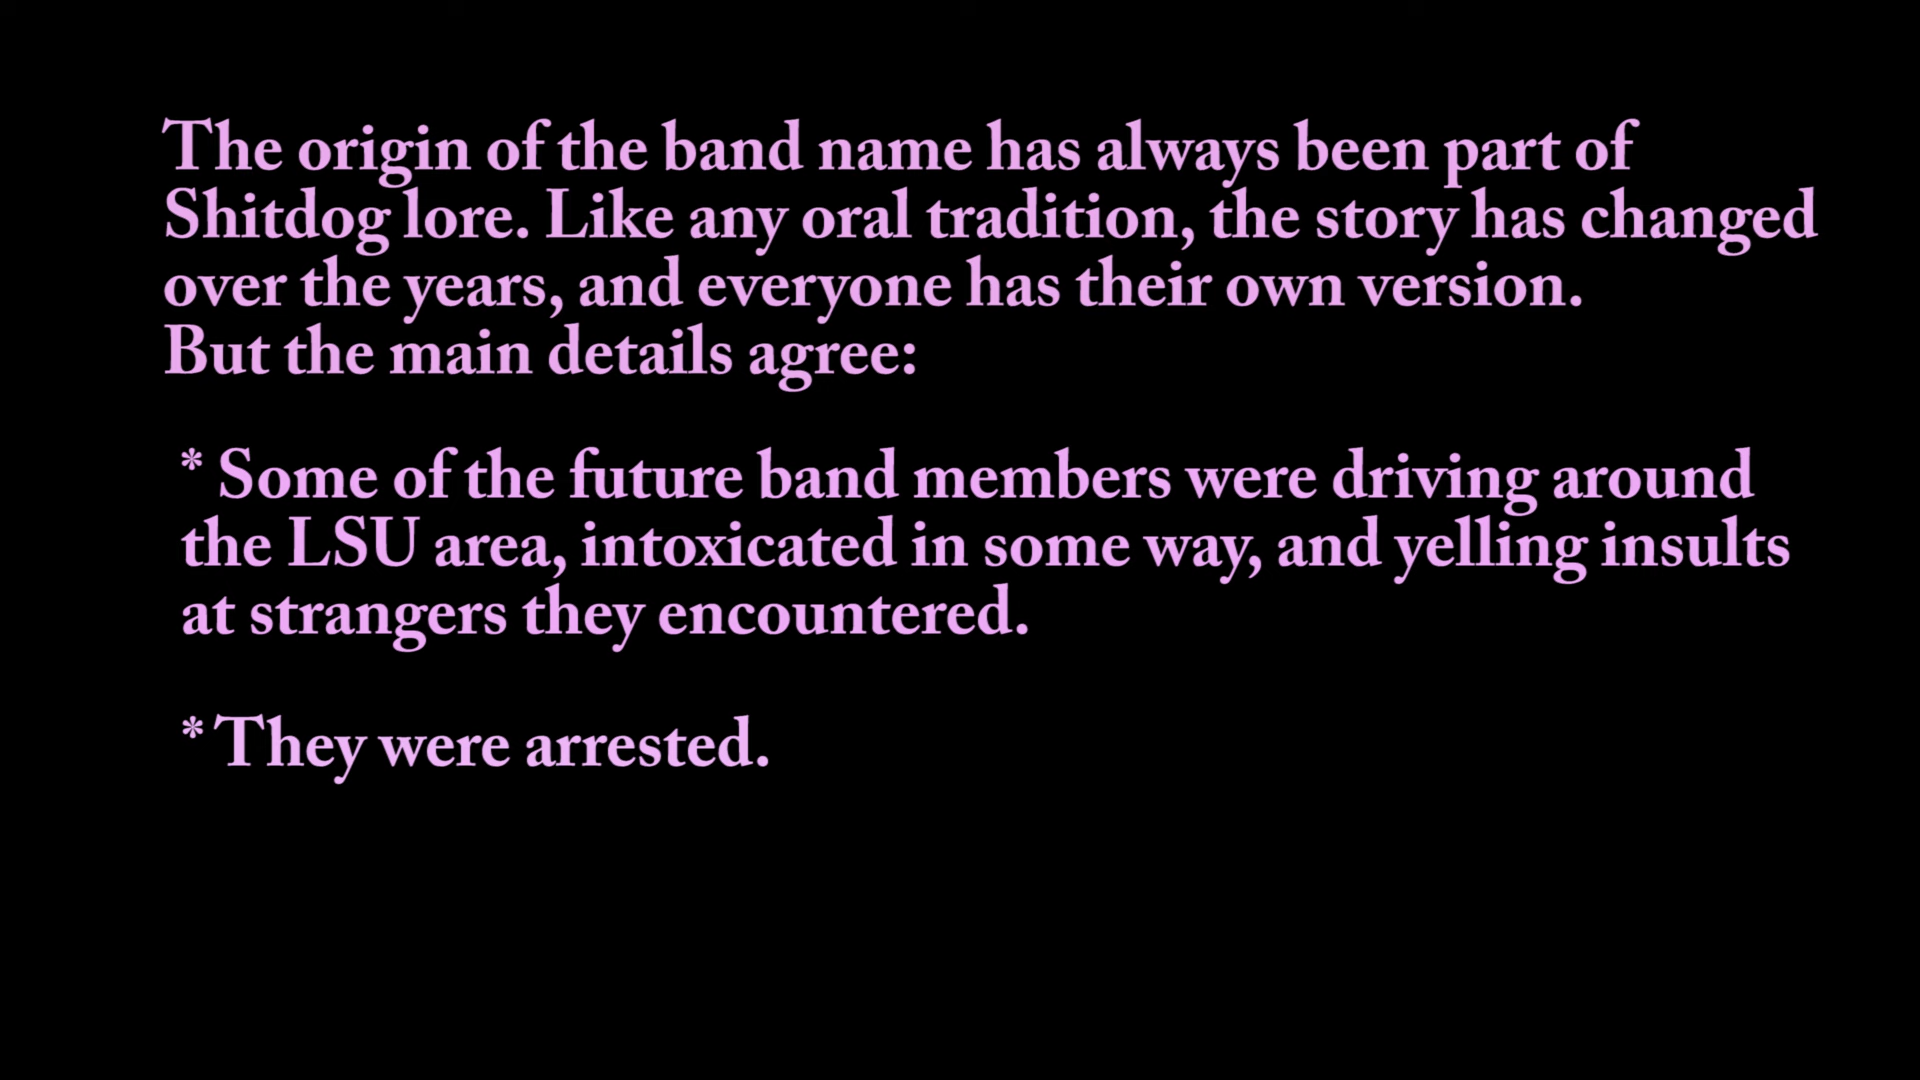 The origin of the band name has always been part of
Shitdog lore. Like any oral tradition, the story has changed
over the years, and everyone has their own version.
But the main details agree:
* Some of the future band members were driving around
the LSU area, intoxicated in some way, and yelling insults
at strangers they encountered.
* They were arrested.